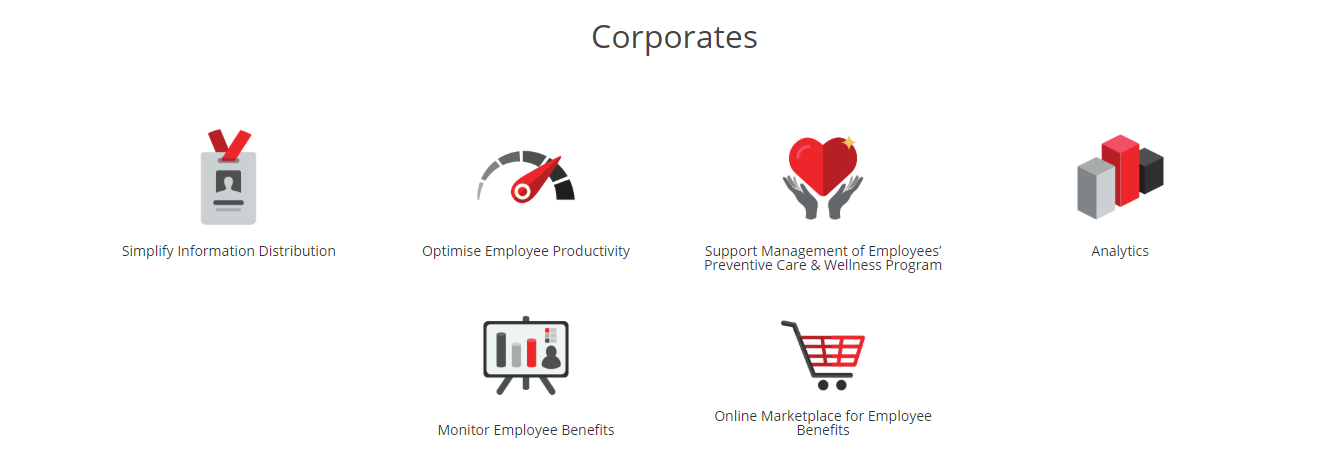 Corporates
Simplify Information Distribution
Optimise Employee Productivity
Support Management of Employees’
Preventive Care & Wellness Program
Analytics
Monitor Employee Benefits
Online Marketplace for Employee
Benefits